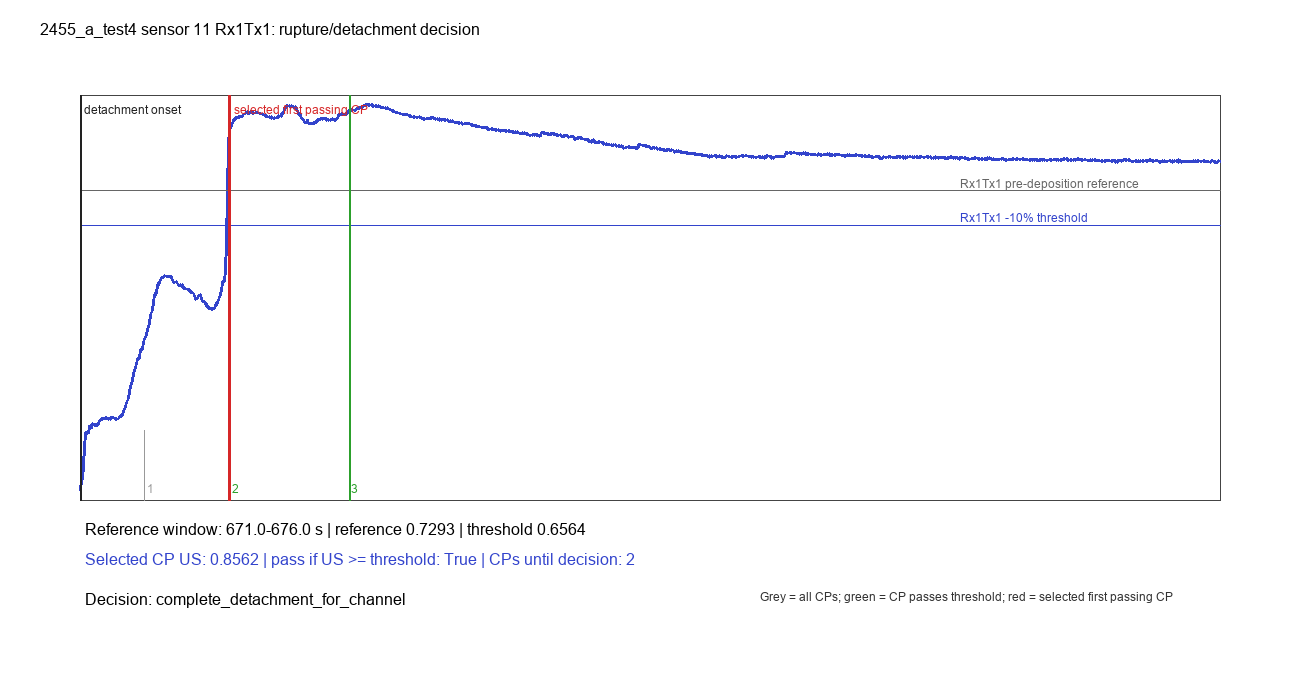 2455_a_test4 sensor 11 Rx1Tx1: rupture/detachment decision
detachment onset
selected first passing CP
Rx1Tx1 pre-deposition reference
Rx1Tx1 -10% threshold
1
2
3
Reference window: 671.0-676.0 s | reference 0.7293 | threshold 0.6564
Selected CP US: 0.8562 | pass if US >= threshold: True | CPs until decision: 2
Decision: complete_detachment_for_channel
Grey = all CPs; green = CP passes threshold; red = selected first passing CP